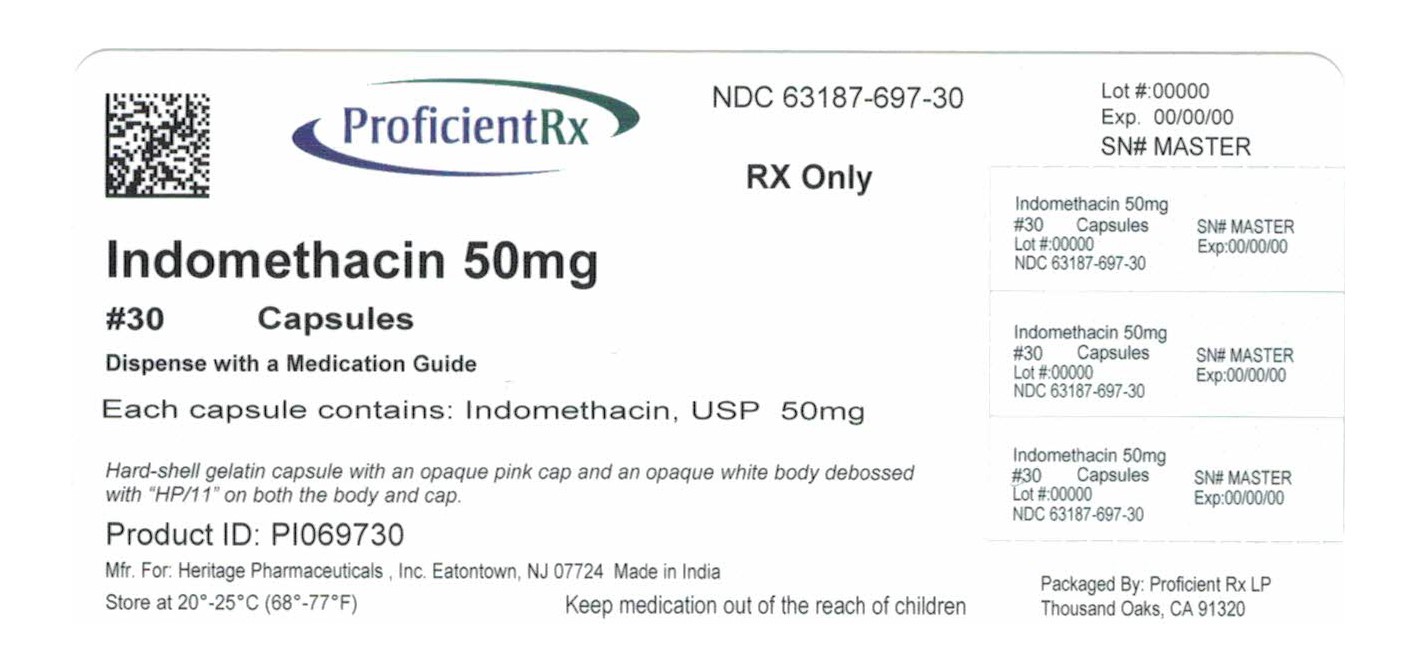 ProficientRx
NDC 63187-697-30
RX Only
Lot #:00000
Exp. 00/00/00
SN# MASTER
Indomethacin 50mg
#30 Capsules
Dispense with a Medication Guide
Each capsule contains: Indomethacin, USP 50mg
Hard-shell gelatin capsule with an opaque pink cap and an opaque white body debossed
with “HP/11” on both the body and cap.
Product ID: PI069730
Mfr. For: Heritage Pharmaceuticals , Inc. Eatontown, NJ 07724 Made in India
Store at 20°-25°C (68°-77°F)
Keep medication out of the reach of children
Indomethacin 50mg
#30 Capsules
Lot #:00000
NDC 63187-697-30
SN# MASTER
Exp:00/00/00
Indomethacin 50mg
#30 Capsules
Lot #:00000
NDC 63187-697-30
SN# MASTER
Exp:00/00/00
Indomethacin 50mg
#30 Capsules
Lot #:00000
NDC 63187-697-30
SN# MASTER
Exp:00/00/00
Packaged By: Proficient Rx LP
Thousand Oaks, CA 91320